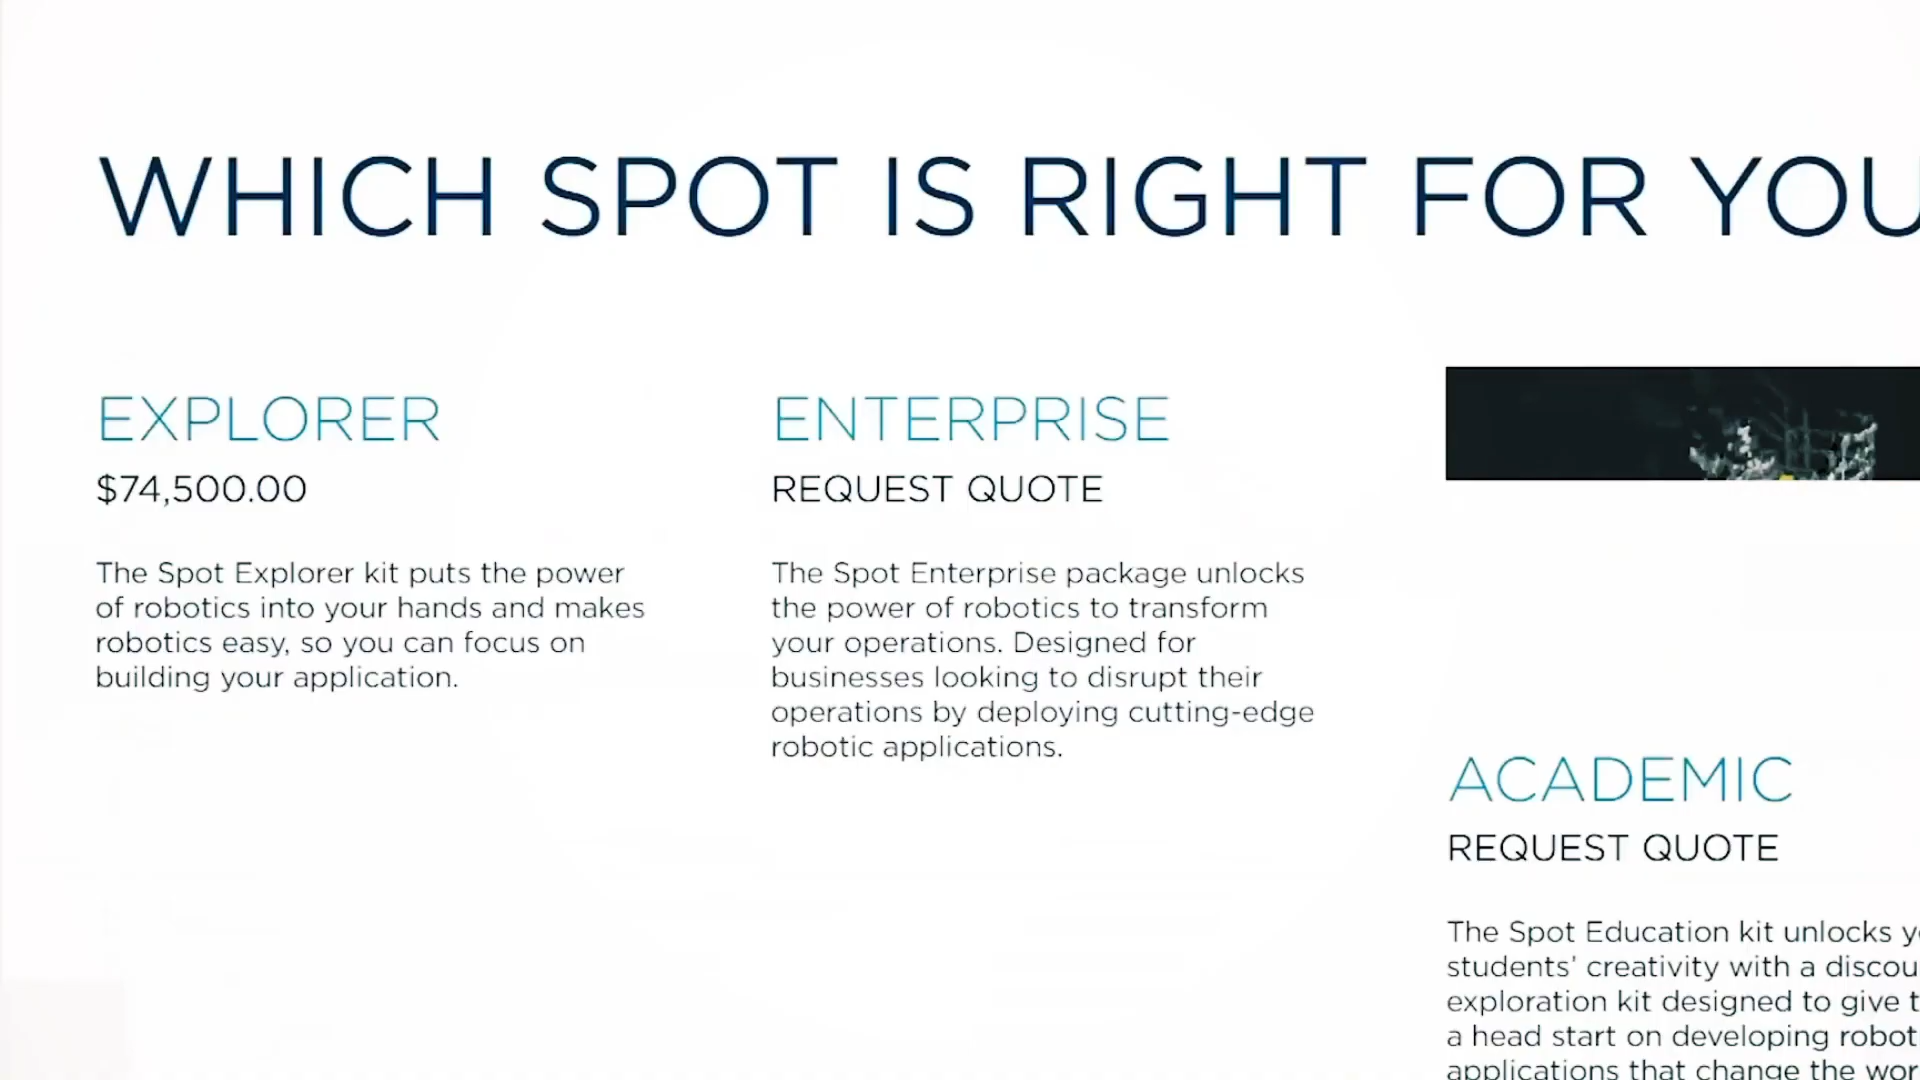 WHICH SPOT IS RIGHT FOR YOU
EXPLORER
$74,500.00
The Spot Explorer kit puts the power
of robotics into your hands and makes
robotics easy, so you can focus on
building your application.
ENTERPRISE
REQUEST QUOTE
The Spot Enterprise package unlocks
the power of robotics to transform
your operations. Designed for
businesses looking to disrupt their
operations by deploying cutting-edge
robotic applications.
ACADEMIC
REQUEST QUOTE
The Spot Education kit unlocks
students' creativity with a
exploration kit designed to give
a head start on developing
applications that change the